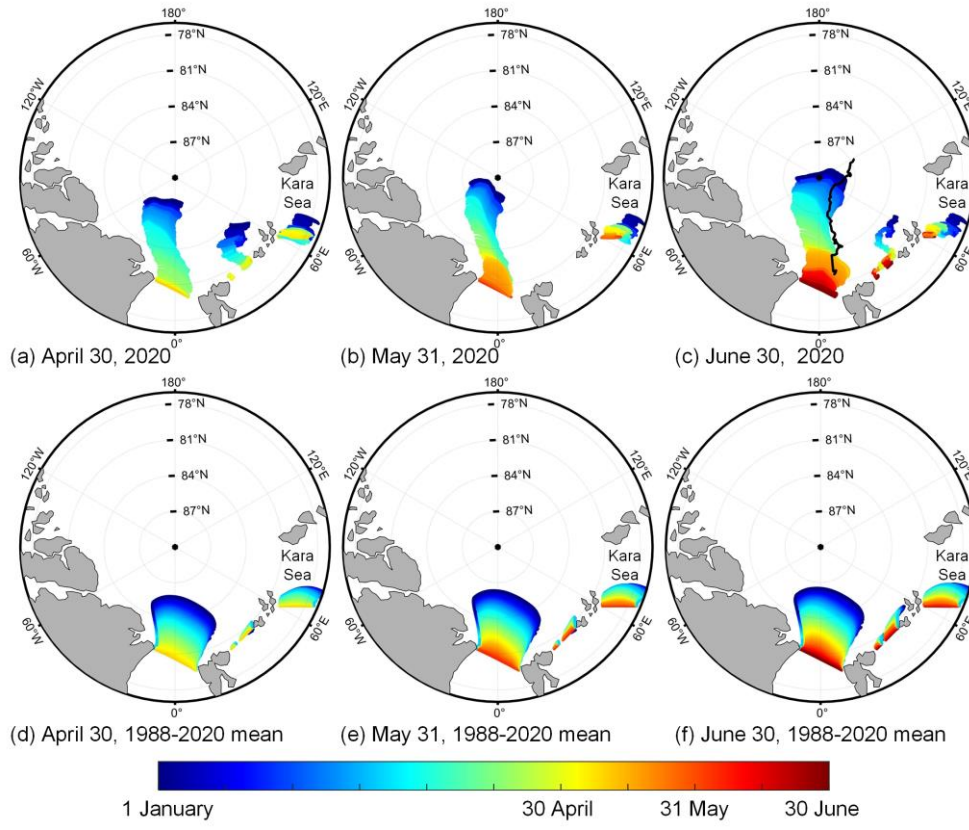 180°
78°N
81°N
84°N
87°N
120°W
120°E
60°W
60°E
0°
Kara
Sea
(a) April 30, 2020
180°
78°N
81°N
84°N
87°N
120°W
120°E
60°W
60°E
0°
Kara
Sea
(b) May 31, 2020
180°
78°N
81°N
84°N
87°N
120°W
120°E
60°W
60°E
0°
Kara
Sea
(c) June 30, 2020
180°
78°N
81°N
84°N
87°N
120°W
120°E
60°W
60°E
0°
Kara
Sea
(d) April 30, 1988-2020 mean
180°
78°N
81°N
84°N
87°N
120°W
120°E
60°W
60°E
0°
Kara
Sea
(e) May 31, 1988-2020 mean
180°
78°N
81°N
84°N
87°N
120°W
120°E
60°W
60°E
0°
Kara
Sea
(f) June 30, 1988-2020 mean
1 January 30 April 31 May 30 June